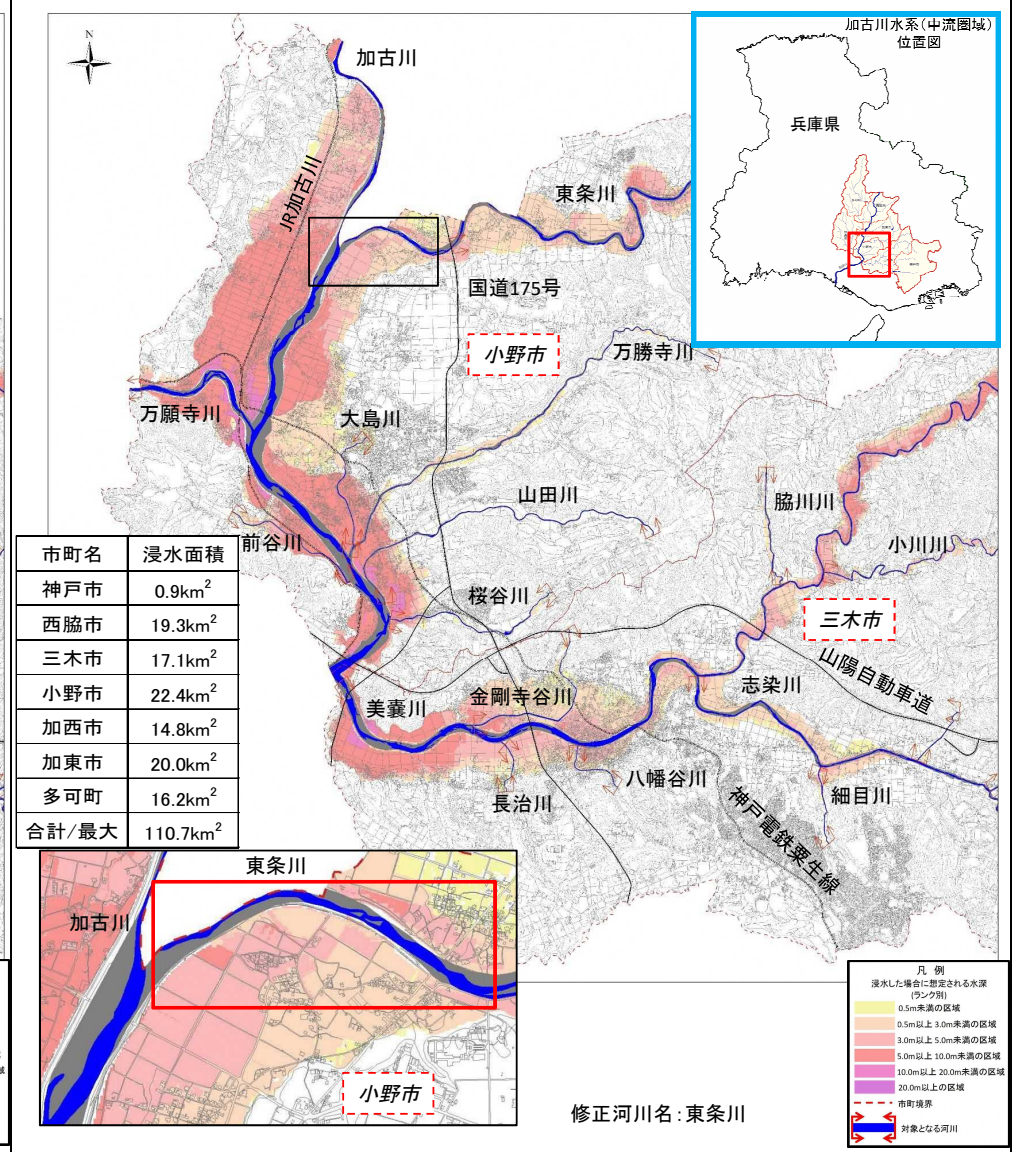 N
加古川
加古川水系(中流圏域)
位置図
兵庫県
JR加古川
東条川
国道175号
小野市
万勝寺川
万願寺川
大島川
山田川
脇川川
小川川
前谷川
桜谷川
三木市
山陽自動車道
美嚢川
金剛寺谷川
志染川
長治川
八幡谷川
細目川
神戸電鉄粟生線
市町名 浸水面積
神戸市 0.9km²
西脇市 19.3km²
三木市 17.1km²
小野市 22.4km²
加西市 14.8km²
加東市 20.0km²
多可町 16.2km²
合計/最大 110.7km²
東条川
加古川
小野市
修正河川名:東条川
凡 例
浸水した場合に想定される水深
(ランク別)
0.5m未満の区域
0.5m以上 3.0m未満の区域
3.0m以上 5.0m未満の区域
5.0m以上 10.0m未満の区域
10.0m以上 20.0m未満の区域
20.0m以上の区域
市町境界
対象となる河川